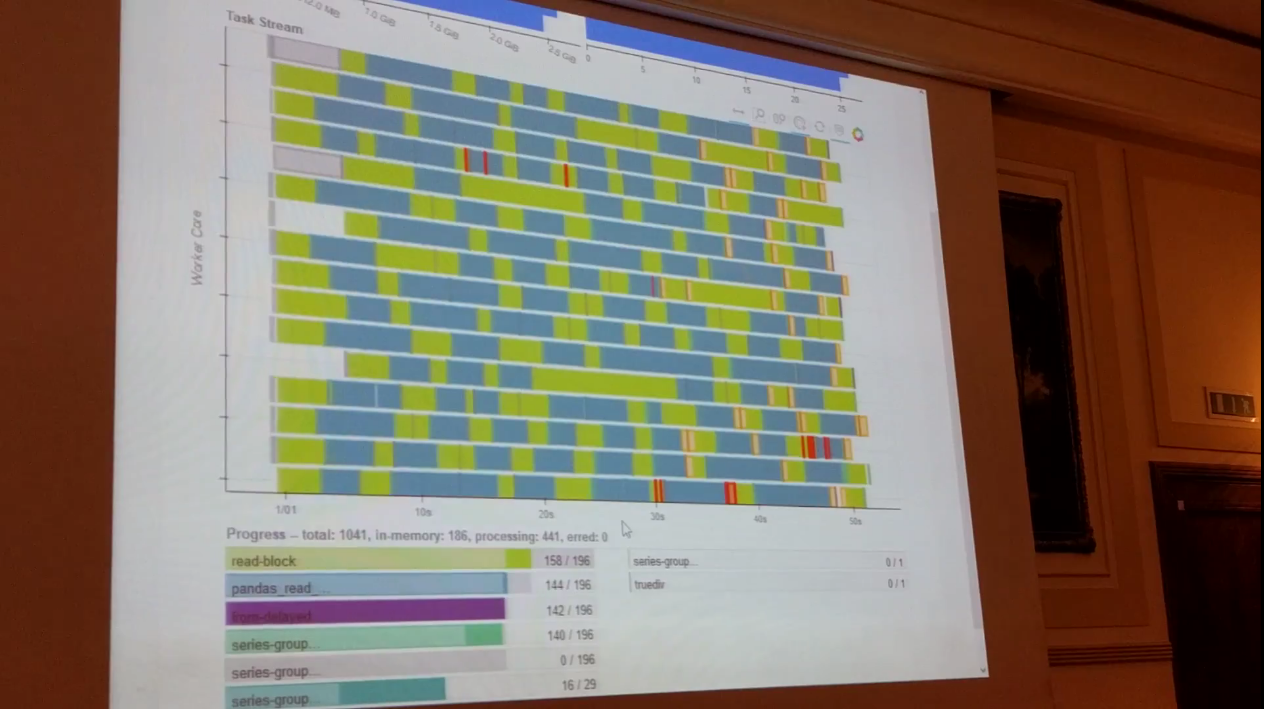 1.0 GiB
1.5 GiB
2.0 GiB
2.5 GiB
0
5
10
15
20
25
Task Stream
Worker Core
1/01
10s
20s
30s
40s
50s
Progress -- total: 1041, in-memory: 186, processing: 441, erred: 0
read-block 158 / 196
series-group... 0 / 1
pandas_read_... 144 / 196
truediv 0 / 1
from-delayed 142 / 196
series-group... 140 / 196
series-group... 0 / 196
series-group... 16 / 29